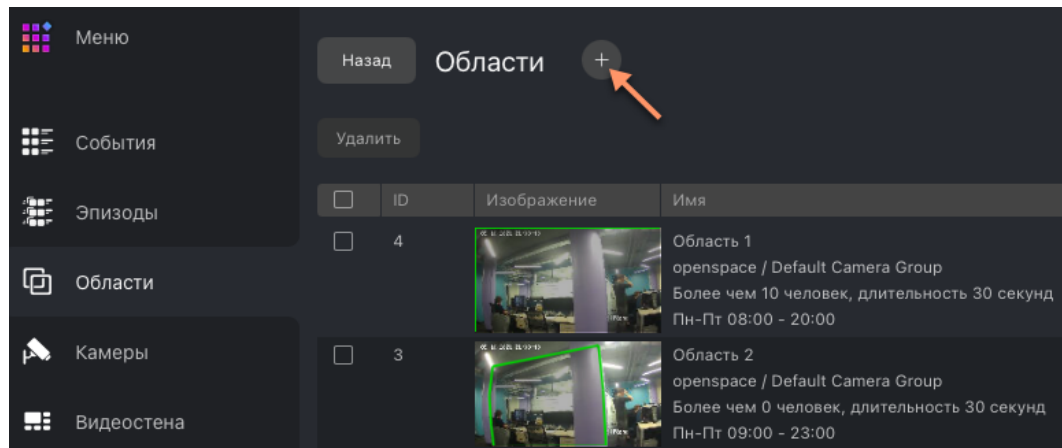 Меню
Назад
Области
+
События
Удалить
Эпизоды
ID
Изображение
Имя
Области
4
Область 1
openspace / Default Camera Group
Более чем 10 человек, длительность 30 секунд
Пн-Пт 08:00 - 20:00
Камеры
3
Область 2
openspace / Default Camera Group
Более чем 0 человек, длительность 30 секунд
Пн-Пт 09:00 - 23:00
Видеостена